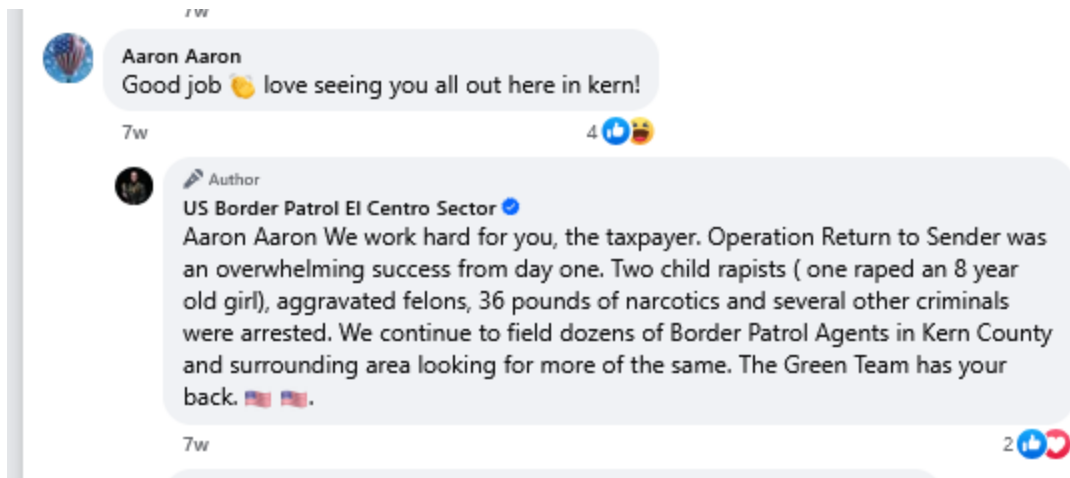 7w
Aaron Aaron
Good job 👏 love seeing you all out here in kern!
7w
4
Author
US Border Patrol El Centro Sector
Aaron Aaron We work hard for you, the taxpayer. Operation Return to Sender was
an overwhelming success from day one. Two child rapists ( one raped an 8 year
old girl), aggravated felons, 36 pounds of narcotics and several other criminals
were arrested. We continue to field dozens of Border Patrol Agents in Kern County
and surrounding area looking for more of the same. The Green Team has your
back. 🇺🇸 🇺🇸.
7w
2